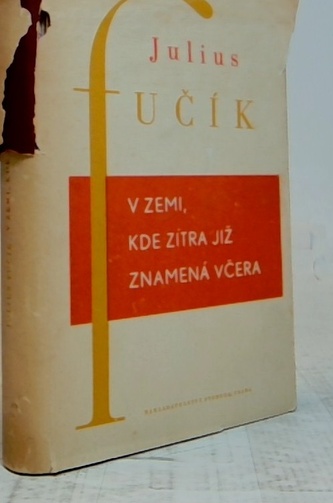 Julius
fUČÍK
V ZEMI,
KDE ZÍTRA JIŽ
ZNAMENÁ VČERA